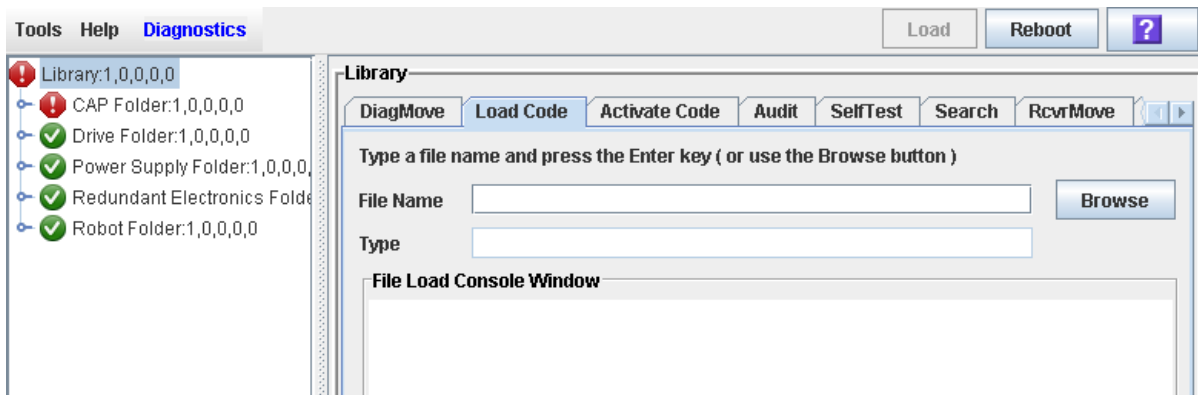 Tools Help Diagnostics
Load Reboot ?
Library:1,0,0,0,0
CAP Folder:1,0,0,0,0
Drive Folder:1,0,0,0,0
Power Supply Folder:1,0,0,0,
Redundant Electronics Folde
Robot Folder:1,0,0,0,0
Library
DiagMove Load Code Activate Code Audit SelfTest Search RcvrMove
Type a file name and press the Enter key ( or use the Browse button )
File Name Browse
Type
File Load Console Window